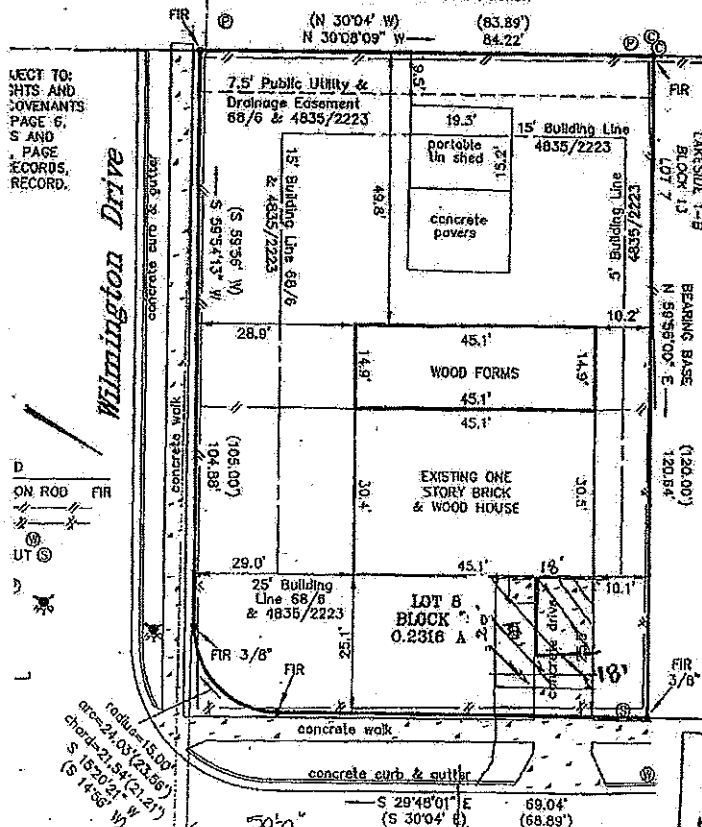 FIR
Ⓟ
(N 30°04' W)
(83.89')
N 30°08'09" W
84.22'
Ⓟ
Ⓒ
Ⓒ
FIR
JECT TO:
HTS AND
OVENANTS
PAGE 6,
S AND
PAGE
ECORDS,
RECORD.
7.5' Public Utility &
Drainage Easement
68/6 & 4835/2223
9.5'
19.3'
portable
tin shed
15.2'
concrete
pavers
15' Building Line
4835/2223
15' Building Line 68/6
& 4835/2223
49.8'
5' Building Line
4835/2223
LAKESIDE 1-B
BLOCK 13
LOT 7
Wilmington Drive
concrete curb & gutter
concrete walk
(S 59°56' W)
S 59°54'13" W
(105.00')
104.88'
BEARING BASE
N 59°56'00" E
(120.00')
120.64'
28.9'
10.2'
45.1'
14.9'
WOOD FORMS
14.9'
45.1'
45.1'
30.4'
EXISTING ONE
STORY BRICK
& WOOD HOUSE
30.5'
D
ON ROD FIR
Ⓦ
UT Ⓢ
29.0'
45.1'
18'
10.1'
25' Building
Line 68/6
& 4835/2223
25.1'
LOT 8
BLOCK
0.2316 A
concrete drive
18'
FIR 3/8"
FIR
FIR
3/8"
Ⓢ
radius=15.00'
arc=24.03'(23.56')
chord=21.54'(21.21')
S 15°20'21" W
(S 14°56' W)
concrete walk
concrete curb & gutter
Ⓦ
S 29°48'01" E
69.04'
(S 30°04' E)
(68.89')